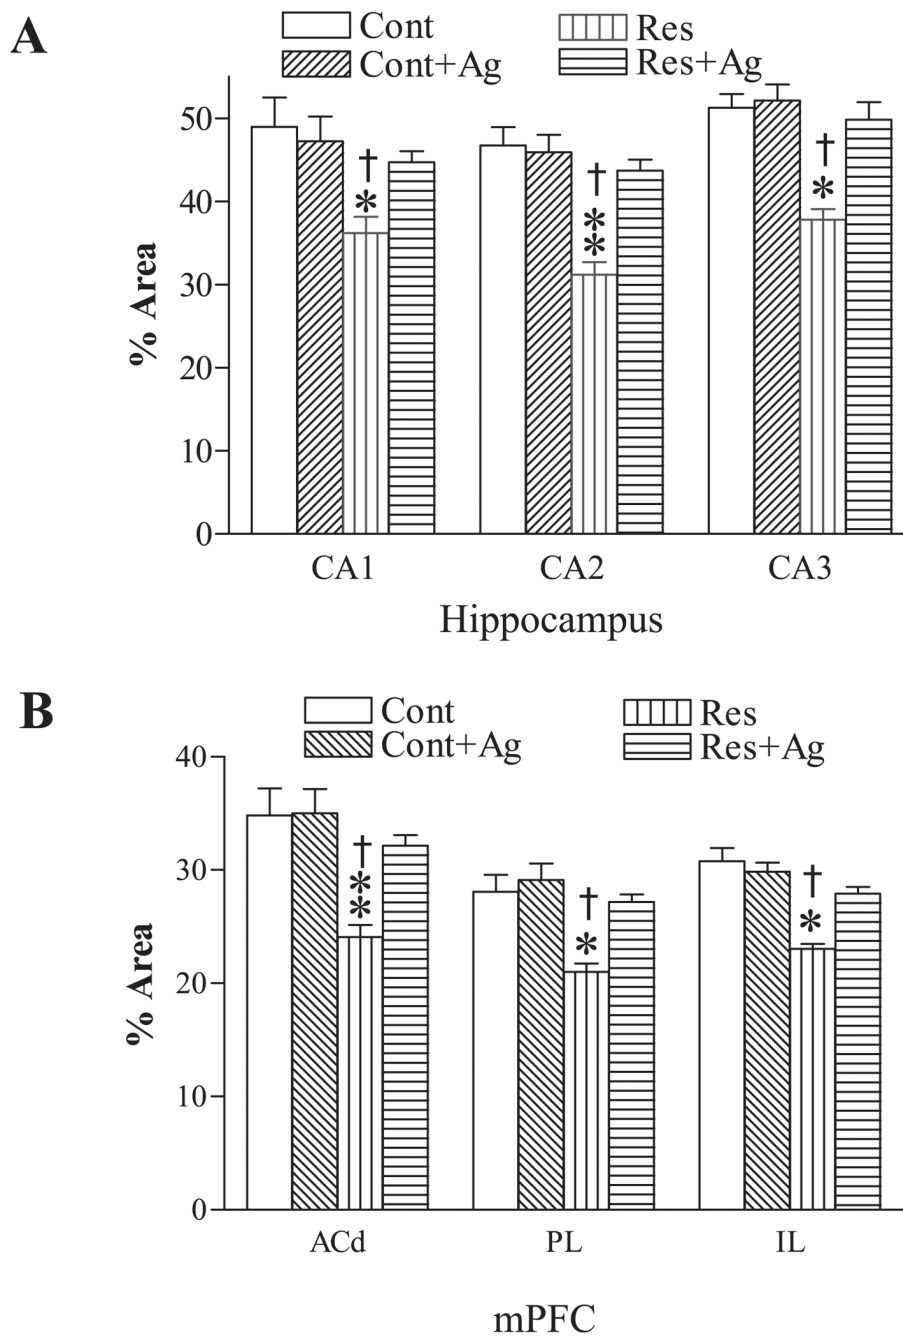 A
Cont
Res
Cont+Ag
Res+Ag
50
40
30
20
10
0
% Area
†
*
†
*
*
†
*
CA1
CA2
CA3
Hippocampus
B
Cont
Res
Cont+Ag
Res+Ag
40
30
20
10
0
% Area
†
*
*
†
*
†
*
ACd
PL
IL
mPFC